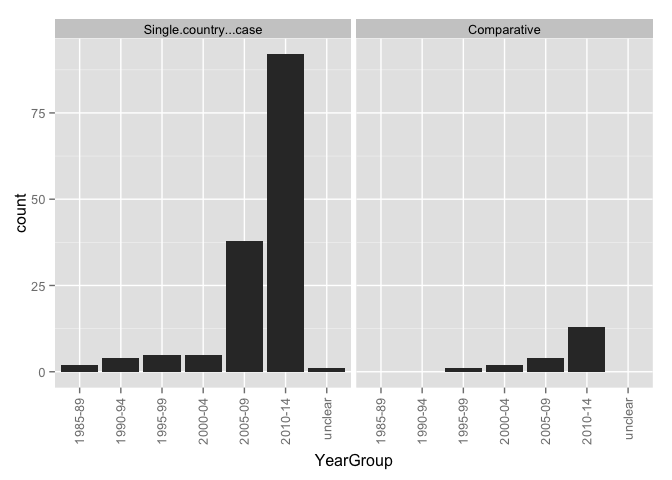 Single.country...case
Comparative
75
50
25
0
count
1985-89
1990-94
1995-99
2000-04
2005-09
2010-14
unclear
1985-89
1990-94
1995-99
2000-04
2005-09
2010-14
unclear
YearGroup